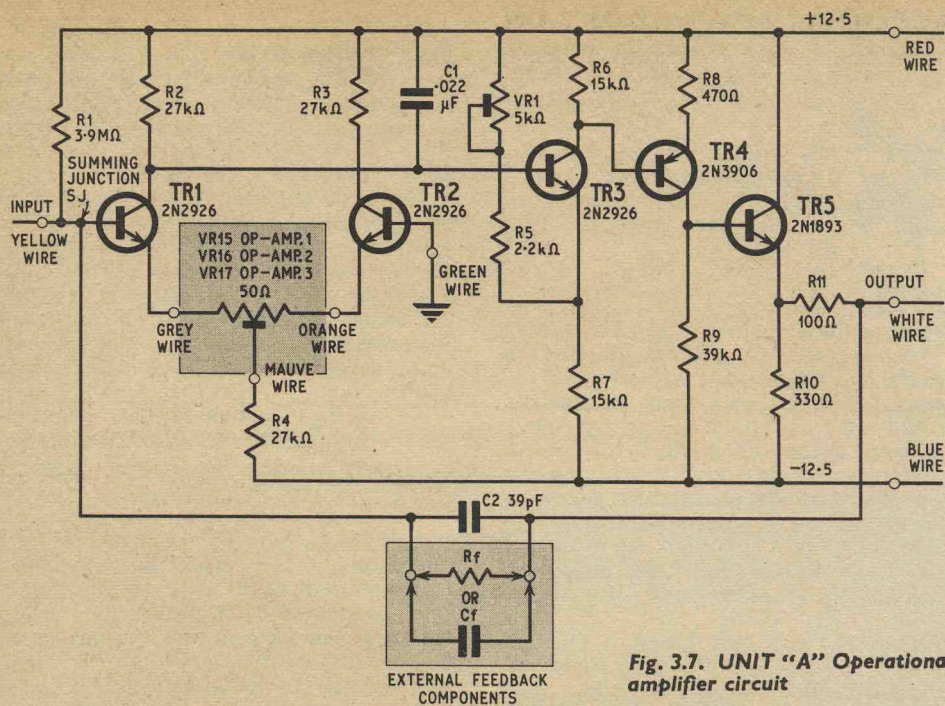 +12·5
RED
WIRE
R1
3·9MΩ
R2
27kΩ
R3
27kΩ
C1
·022
μF
VR1
5kΩ
R6
15kΩ
R8
470Ω
SUMMING
JUNCTION
SJ
INPUT
YELLOW
WIRE
TR1
2N2926
TR2
2N2926
TR3
2N2926
TR4
2N3906
TR5
2N1893
VR15 OP-AMP.1
VR16 OP-AMP.2
VR17 OP-AMP.3
50Ω
GREY
WIRE
ORANGE
WIRE
MAUVE
WIRE
GREEN
WIRE
R5
2·2kΩ
R11
100Ω
OUTPUT
WHITE
WIRE
R4
27kΩ
R7
15kΩ
R9
39kΩ
R10
330Ω
BLUE
WIRE
-12·5
C2 39pF
Rf
OR
Cf
EXTERNAL FEEDBACK
COMPONENTS
Fig. 3.7. UNIT "A" Operationa
amplifier circuit